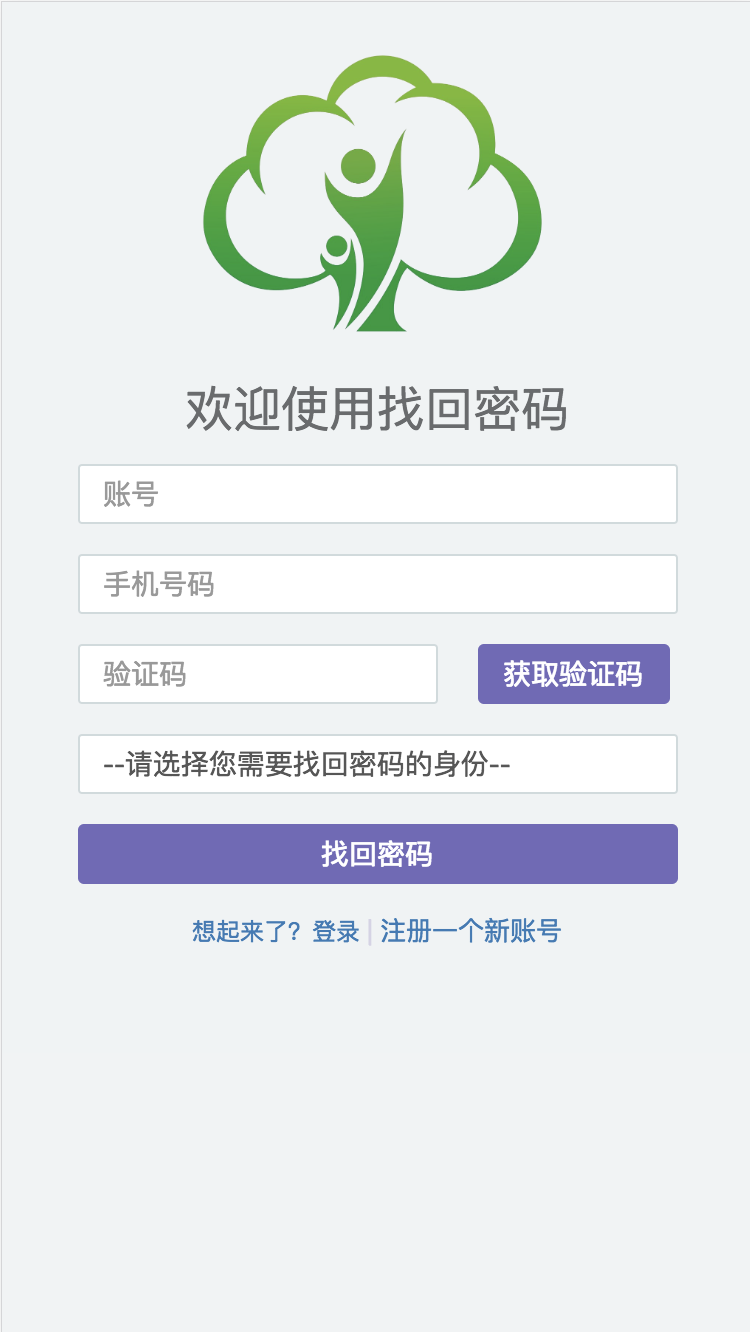 欢迎使用找回密码
账号
手机号码
验证码 获取验证码
--请选择您需要找回密码的身份--
找回密码
想起来了？登录 | 注册一个新账号